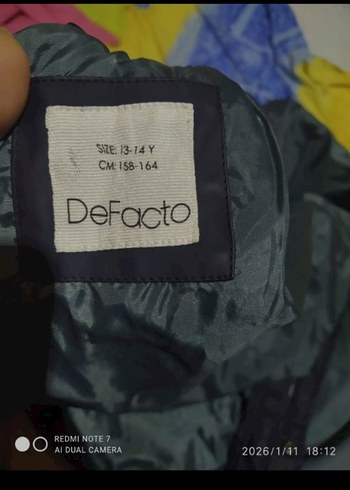 SIZE: 13-14 Y
CM: 158-164
DeFacto
REDMI NOTE 7
AI DUAL CAMERA
2026/1/11 18:12